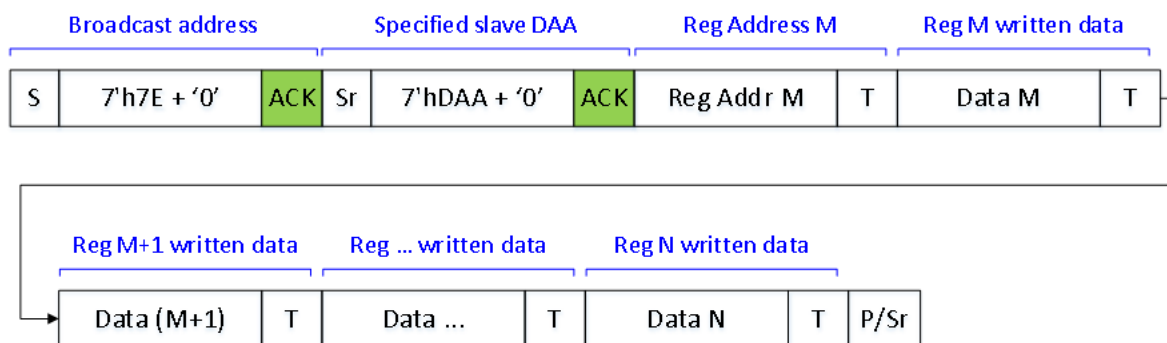 Broadcast address Specified slave DAA Reg Address M Reg M written data
S 7'h7E + ‘0’ ACK Sr 7'hDAA + ‘0’ ACK Reg Addr M T Data M T
Reg M+1 written data Reg ... written data Reg N written data
Data (M+1) T Data ... T Data N T P/Sr